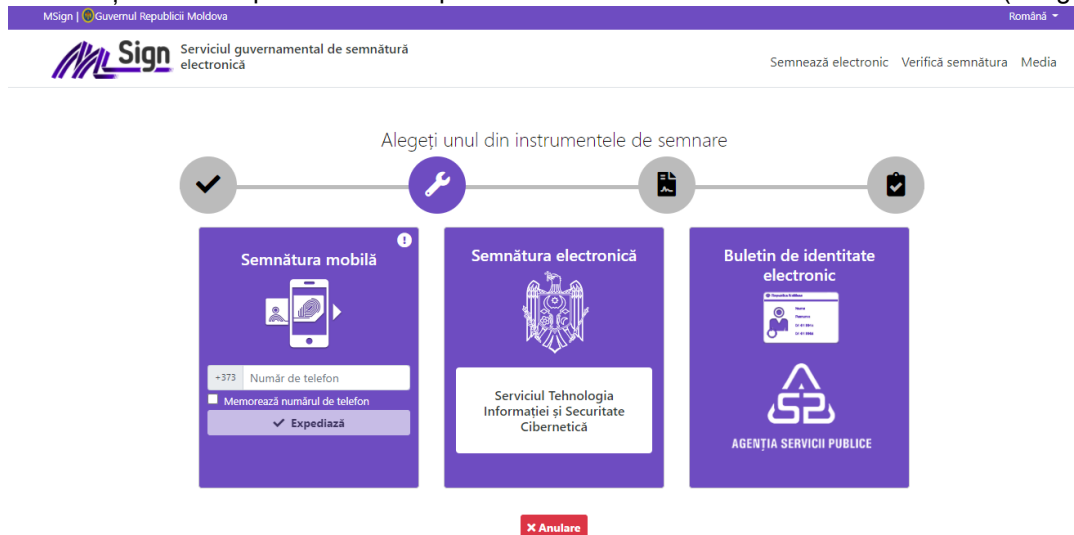 MSign | Guvernul Republicii Moldova
Română
Sign
Serviciul guvernamental de semnătură
electronică
Semnează electronic Verifică semnătura Media
Alegeți unul din instrumentele de semnare
Semnătura mobilă
+373 Număr de telefon
Memorează numărul de telefon
Expediază
Semnătura electronică
Serviciul Tehnologia
Informației și Securitate
Cibernetică
Buletin de identitate
electronic
AGENȚIA SERVICII PUBLICE
Anulare